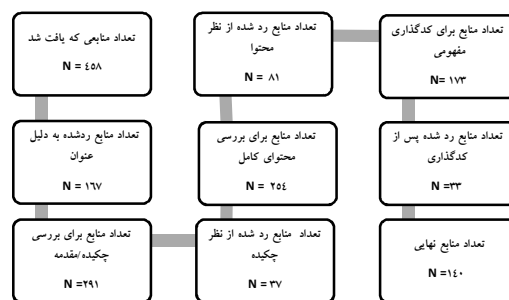 تعداد منابعی که یافت شد
N = ٤٥٨
تعداد منابع ردشده به دلیل
عنوان
N = ١٦٧
تعداد منابع برای بررسی
چکیده/مقدمه
N =٢٩١
تعداد منابع رد شده از نظر
چکیده
N = ٣٧
تعداد منابع برای بررسی
محتوای کامل
N = ٢٥٤
تعداد منابع رد شده از نظر
محتوا
N = ٨١
تعداد منابع برای کدگذاری
مفهومی
N= ١٧٣
تعداد منابع رد شده پس از
کدگذاری
N =٣٣
تعداد منابع نهایی
N =١٤٠